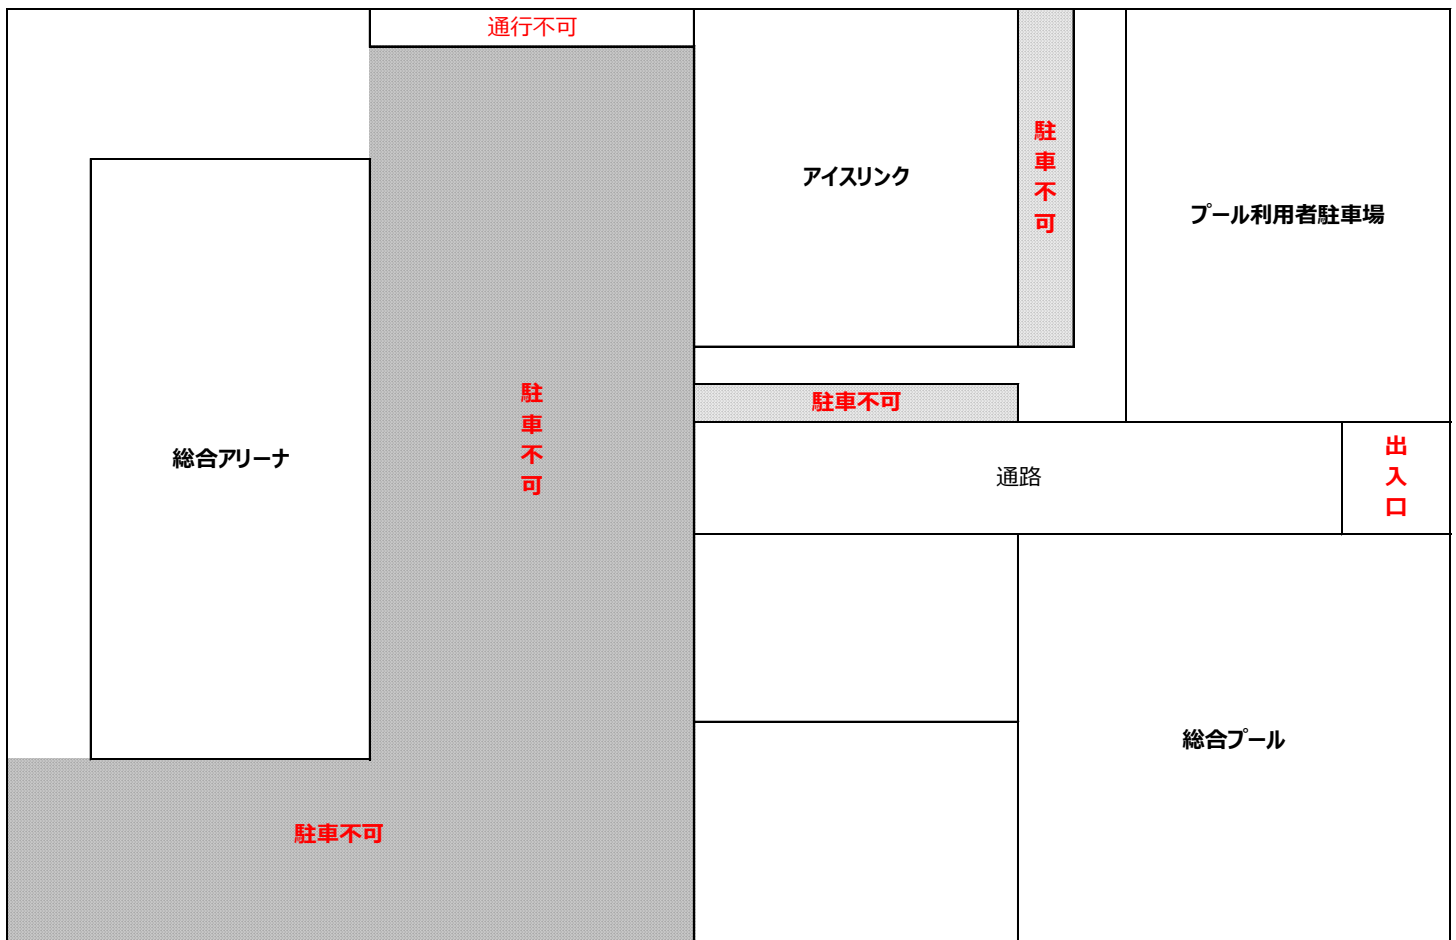 通行不可
アイスリンク
駐車不可
プール利用者駐車場
駐車不可
駐車不可
総合アリーナ
通路
出入口
総合プール
駐車不可